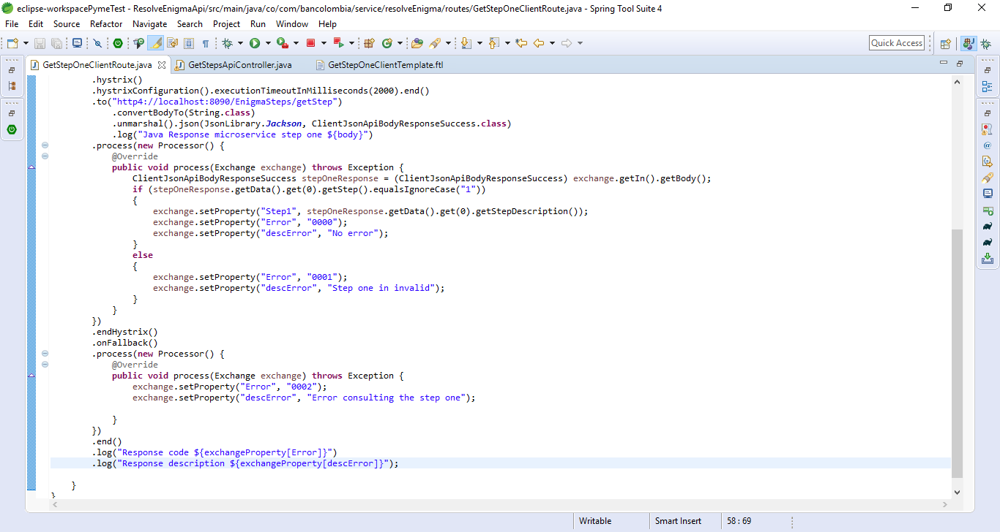 eclipse-workspacePymeTest - ResolveEnigmaApi/src/main/java/co/com/bancolombia/service/resolveEnigma/routes/GetStepOneClientRoute.java - Spring Tool Suite 4
File Edit Source Refactor Navigate Search Project Run Window Help
Quick Access
GetStepOneClientRoute.java GetStepsApiController.java GetStepOneClientTemplate.ftl
.hystrix()
.hystrixConfiguration().executionTimeoutInMilliseconds(2000).end()
.to("http4://localhost:8090/EnigmaSteps/getStep")
.convertBodyTo(String.class)
.unmarshal().json(JsonLibrary.Jackson, ClientJsonApiBodyResponseSuccess.class)
.log("Java Response microservice step one ${body}")
.process(new Processor() {
@Override
public void process(Exchange exchange) throws Exception {
ClientJsonApiBodyResponseSuccess stepOneResponse = (ClientJsonApiBodyResponseSuccess) exchange.getIn().getBody();
if (stepOneResponse.getData().get(0).getStep().equalsIgnoreCase("1"))
{
exchange.setProperty("Step1", stepOneResponse.getData().get(0).getStepDescription());
exchange.setProperty("Error", "0000");
exchange.setProperty("descError", "No error");
}
else
{
exchange.setProperty("Error", "0001");
exchange.setProperty("descError", "Step one in invalid");
}
}
})
.endHystrix()
.onFallback()
.process(new Processor() {
@Override
public void process(Exchange exchange) throws Exception {
exchange.setProperty("Error", "0002");
exchange.setProperty("descError", "Error consulting the step one");
}
})
.end()
.log("Response code ${exchangeProperty[Error]}")
.log("Response description ${exchangeProperty[descError]}");
}
}
Writable Smart Insert 58 : 69